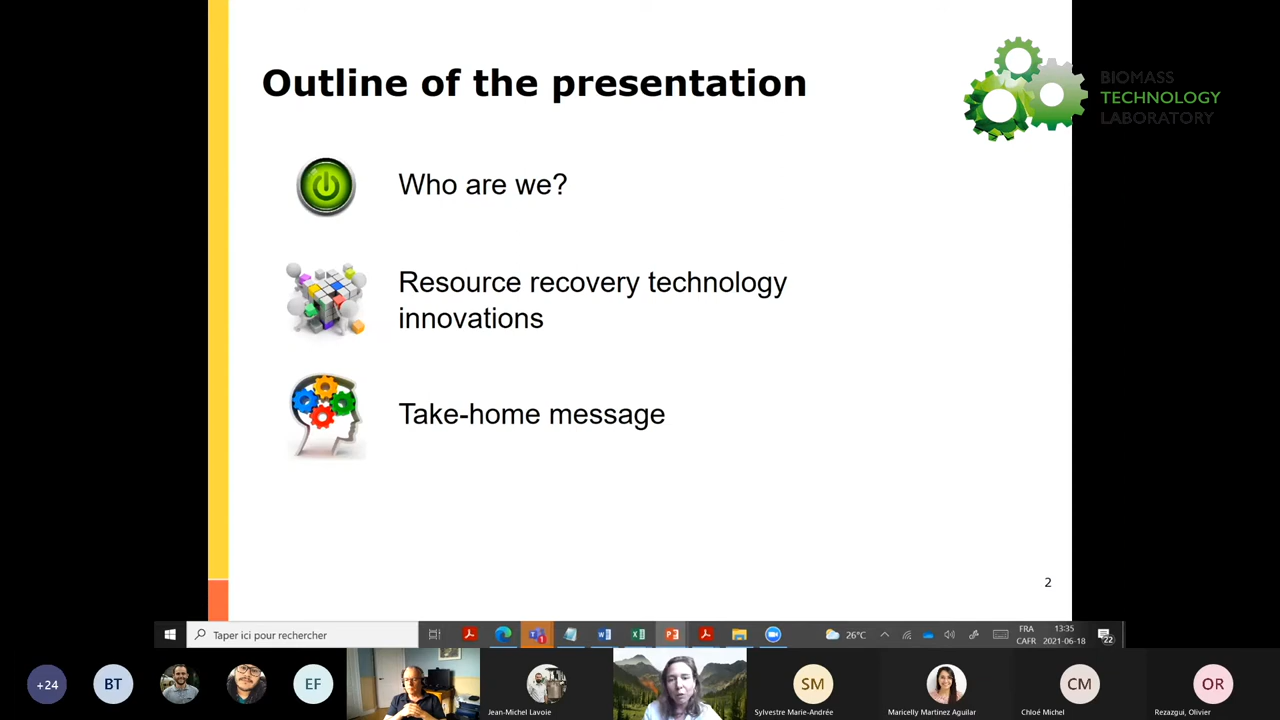 Outline of the presentation
BIOMASS
TECHNOLOGY
LABORATORY
Who are we?
Resource recovery technology
innovations
Take-home message
2
Taper ici pour rechercher
1
26°C
FRA
CAFR
13:35
2021-06-18
22
+24
BT
EF
Jean-Michel Lavoie
SM
Sylvestre Marie-Andrée
Maricelly Martinez Aguilar
CM
Chloé Michel
OR
Rezazgui, Olivier